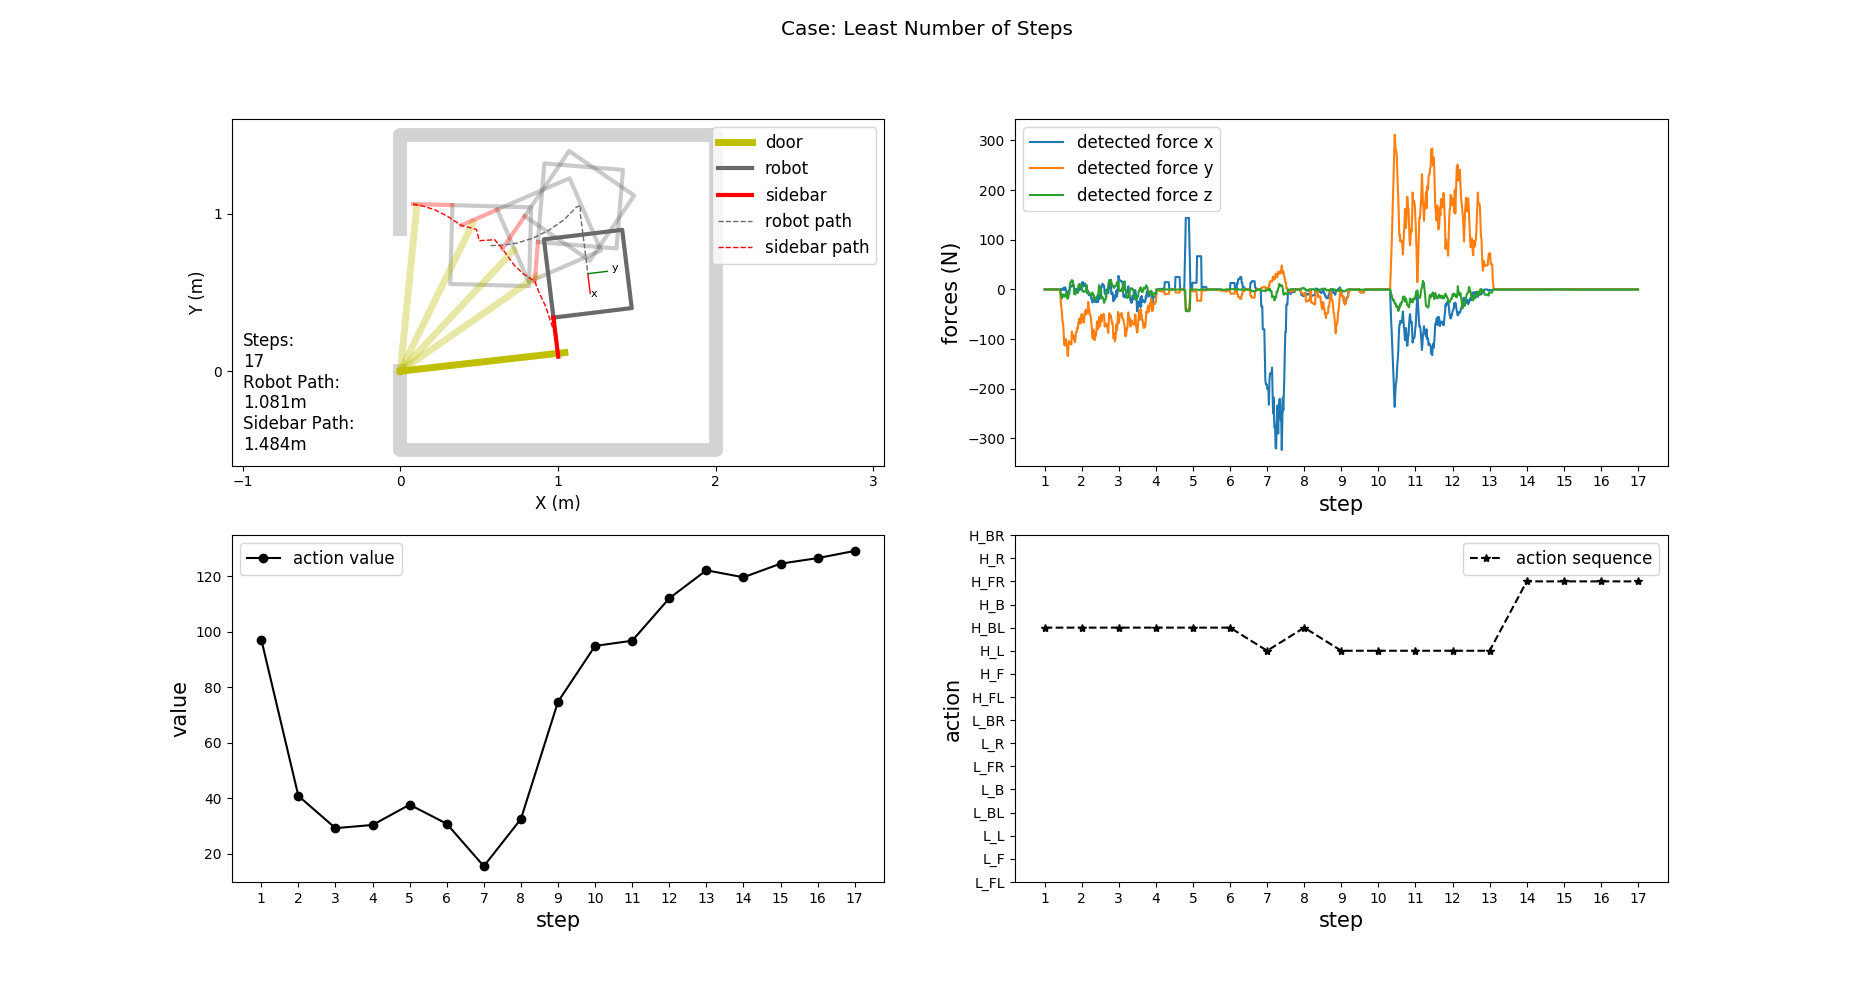 Case: Least Number of Steps
door
robot
sidebar
robot path
sidebar path
y
x
Steps:
17
Robot Path:
1.081m
Sidebar Path:
1.484m
1
0
Y (m)
−1 0 1 2 3
X (m)
detected force x
detected force y
detected force z
300
200
100
0
−100
−200
−300
forces (N)
1 2 3 4 5 6 7 8 9 10 11 12 13 14 15 16 17
step
action value
120
100
80
60
40
20
value
1 2 3 4 5 6 7 8 9 10 11 12 13 14 15 16 17
step
action sequence
H_BR
H_R
H_FR
H_B
H_BL
H_L
H_F
H_FL
L_BR
L_R
L_FR
L_B
L_BL
L_L
L_F
L_FL
action
1 2 3 4 5 6 7 8 9 10 11 12 13 14 15 16 17
step